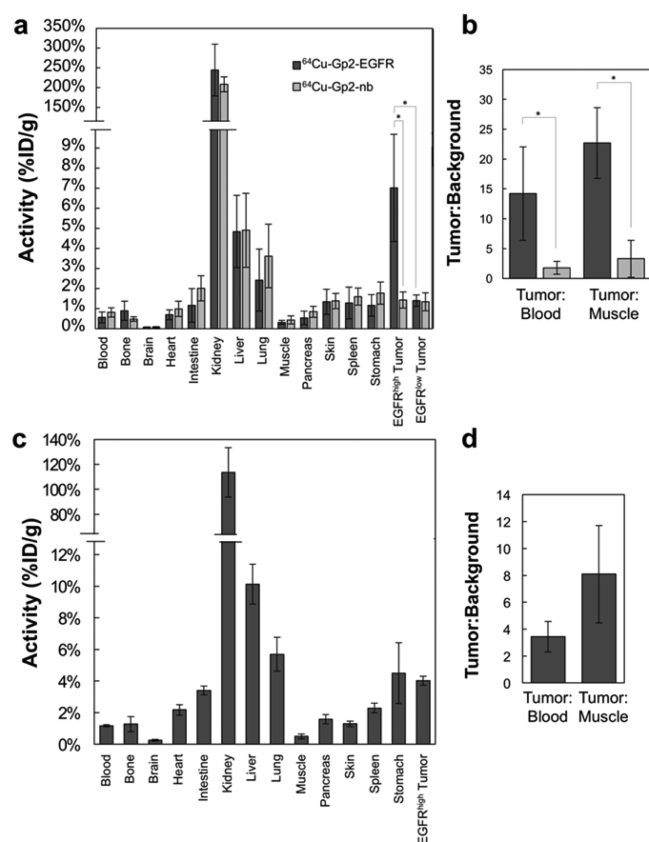 a
Activity (%ID/g)
350%
300%
250%
200%
150%
9%
8%
7%
6%
5%
4%
3%
2%
1%
0%
⁶⁴Cu-Gp2-EGFR
⁶⁴Cu-Gp2-nb
*
*
Blood
Bone
Brain
Heart
Intestine
Kidney
Liver
Lung
Muscle
Pancreas
Skin
Spleen
Stomach
EGFRʰⁱᵍʰ Tumor
EGFRˡᵒʷ Tumor
b
Tumor:Background
35
30
25
20
15
10
5
0
*
*
Tumor:
Blood
Tumor:
Muscle
c
Activity (%ID/g)
140%
120%
100%
80%
12%
10%
8%
6%
4%
2%
0%
Blood
Bone
Brain
Heart
Intestine
Kidney
Liver
Lung
Muscle
Pancreas
Skin
Spleen
Stomach
EGFRʰⁱᵍʰ Tumor
d
Tumor:Background
14
12
10
8
6
4
2
0
Tumor:
Blood
Tumor:
Muscle